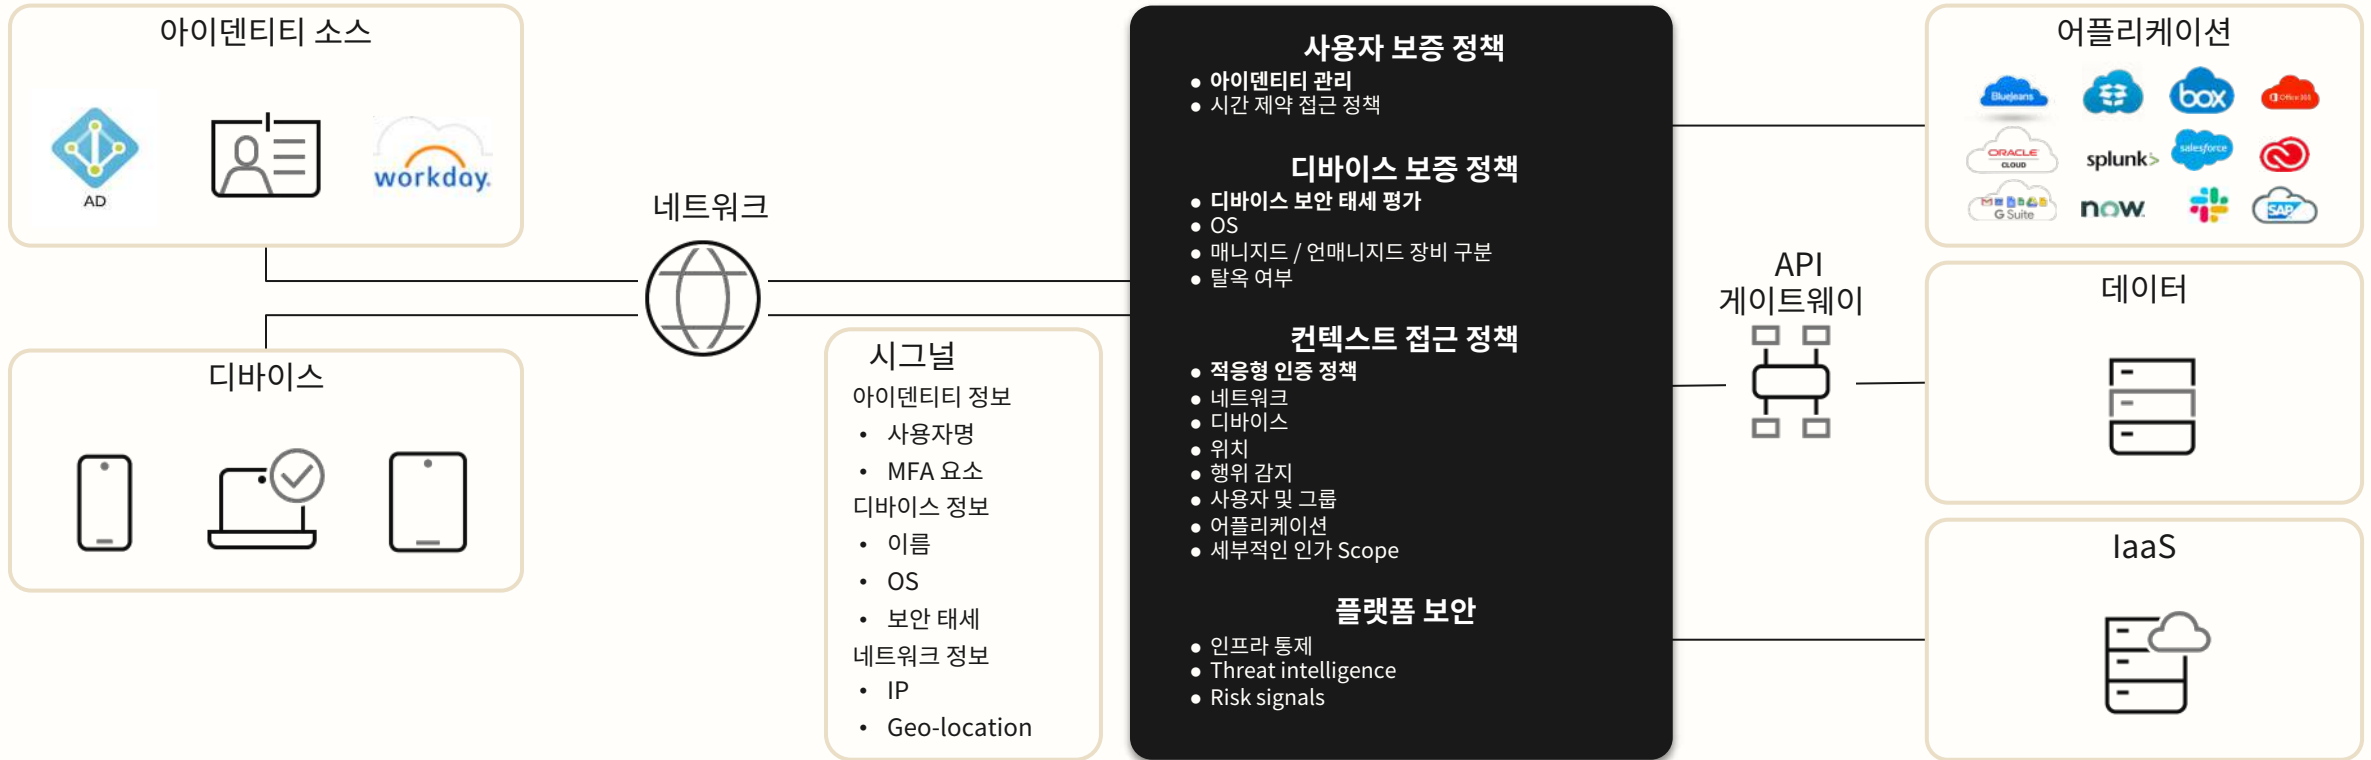 아이덴티티 소스
AD
workday.
디바이스
네트워크
시그널
아이덴티티 정보
• 사용자명
• MFA 요소
디바이스 정보
• 이름
• OS
• 보안 태세
네트워크 정보
• IP
• Geo-location
사용자 보증 정책
● 아이덴티티 관리
● 시간 제약 접근 정책
디바이스 보증 정책
● 디바이스 보안 태세 평가
● OS
● 매니지드 / 언매니지드 장비 구분
● 탈옥 여부
컨텍스트 접근 정책
● 적응형 인증 정책
● 네트워크
● 디바이스
● 위치
● 행위 감지
● 사용자 및 그룹
● 어플리케이션
● 세부적인 인가 Scope
플랫폼 보안
● 인프라 통제
● Threat intelligence
● Risk signals
API
게이트웨이
어플리케이션
Bluejeans
box
Office 365
ORACLE
CLOUD
splunk>
salesforce
G Suite
now
SAP
데이터
IaaS